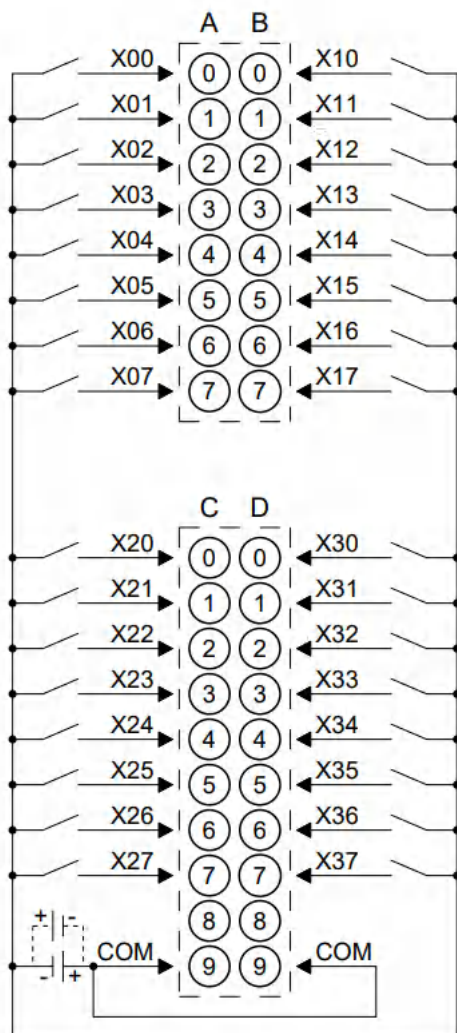 A B
X00 0 0 X10
X01 1 1 X11
X02 2 2 X12
X03 3 3 X13
X04 4 4 X14
X05 5 5 X15
X06 6 6 X16
X07 7 7 X17
C D
X20 0 0 X30
X21 1 1 X31
X22 2 2 X32
X23 3 3 X33
X24 4 4 X34
X25 5 5 X35
X26 6 6 X36
X27 7 7 X37
+ - 8 8
- + COM 9 9 COM